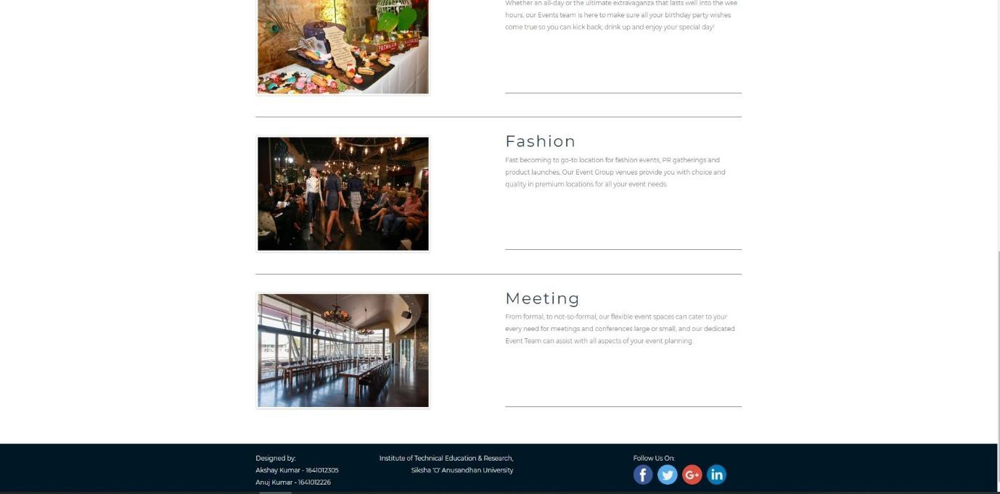 Whether an all-day or the ultimate extravaganza that lasts well into the wee
hours, our Events team is here to make sure all your birthday party wishes
come true so you can kick back, drink up and enjoy your special day!
Fashion
Fast becoming to go-to location for fashion events, PR gatherings and
product launches, Our Event Group venues provide you with choice and
quality in premium locations for all your event needs.
Meeting
From formal, to not-so-formal, our flexible event spaces can cater to your
every need for meetings and conferences large or small, and our dedicated
Event Team can assist with all aspects of your event planning.
Designed by:
Akshay Kumar - 1641012305
Anuj Kumar - 1641012226
Institute of Technical Education & Research,
Siksha 'O' Anusandhan University
Follow Us On:
f
G+
in